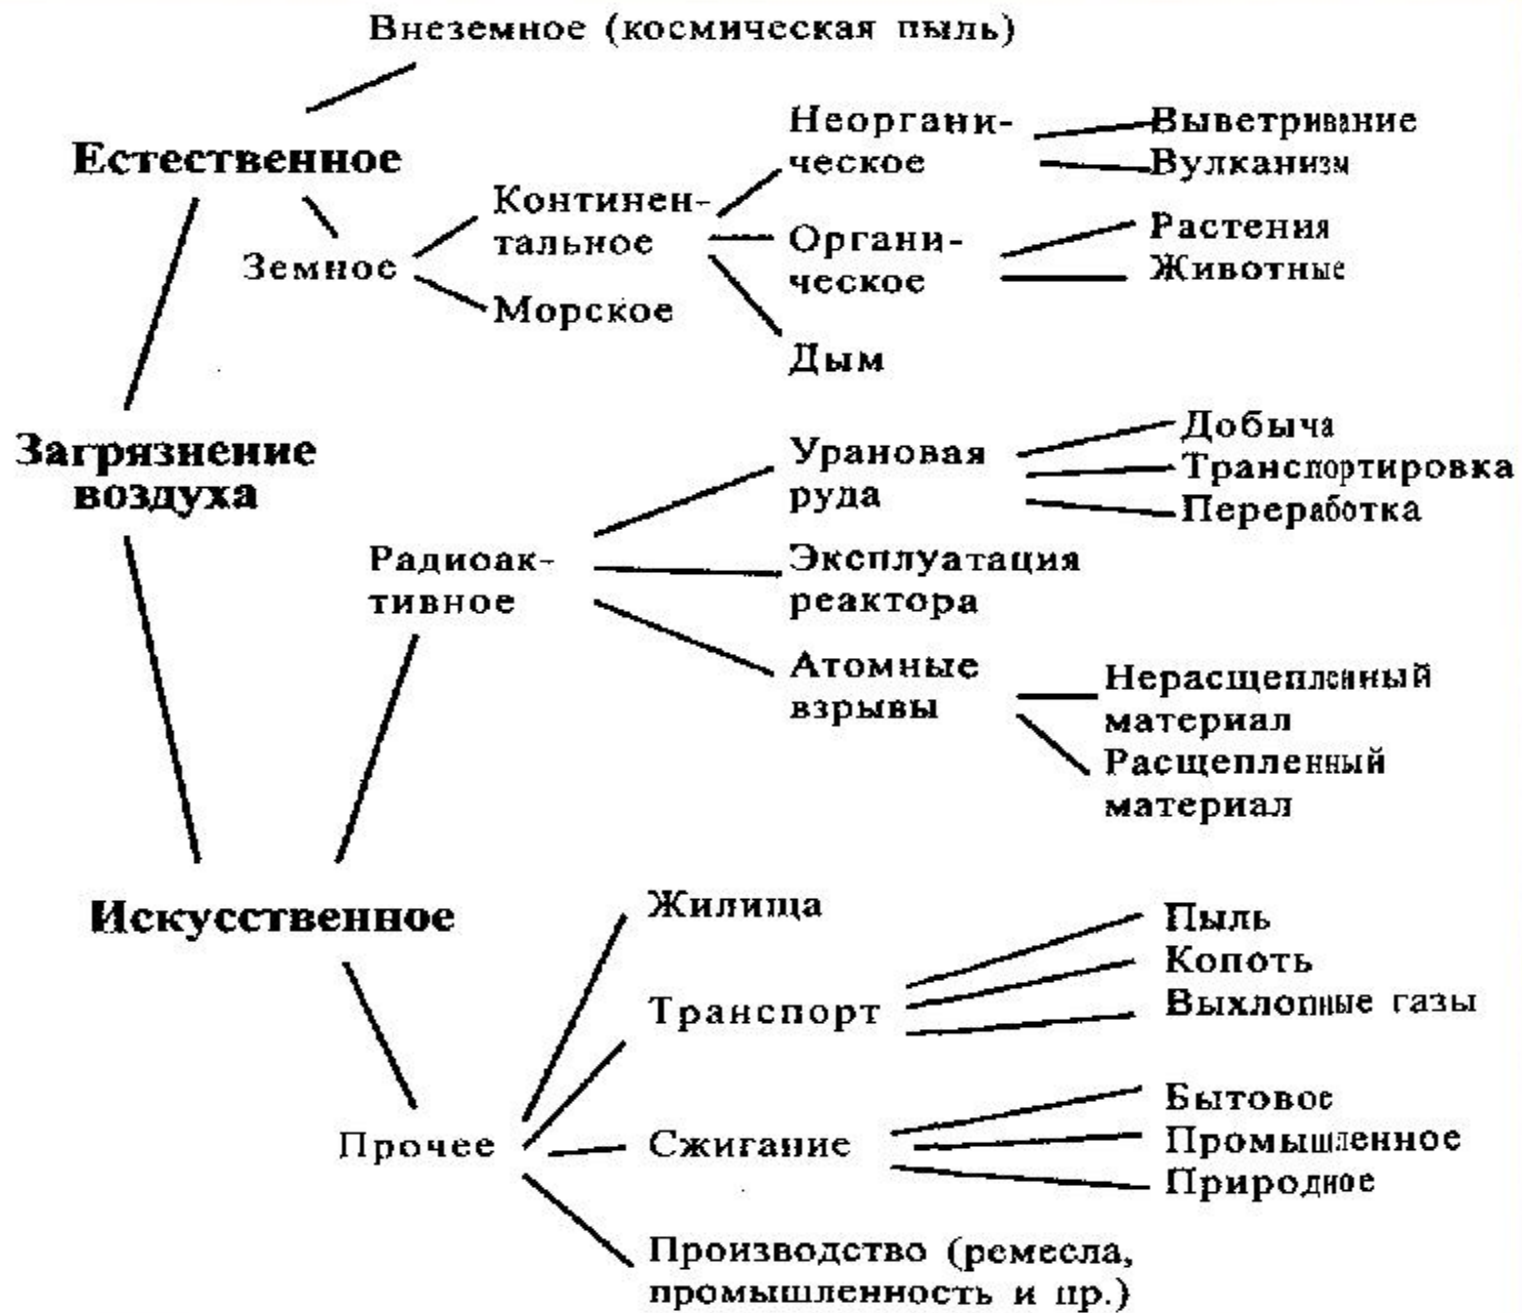 Внеземное (космическая пыль)
Естественное
Земное
Континен-
тальное
Морское
Неоргани-
ческое
Выветривание
Вулканизм
Органи-
ческое
Растения
Животные
Дым
Загрязнение
воздуха
Радиоак-
тивное
Урановая
руда
Добыча
Транспортировка
Переработка
Эксплуатация
реактора
Атомные
взрывы
Нерасщепленный
материал
Расщепленный
материал
Искусственное
Прочее
Жилища
Транспорт
Пыль
Копоть
Выхлопные газы
Сжигание
Бытовое
Промышленное
Природное
Производство (ремесла,
промышленность и пр.)